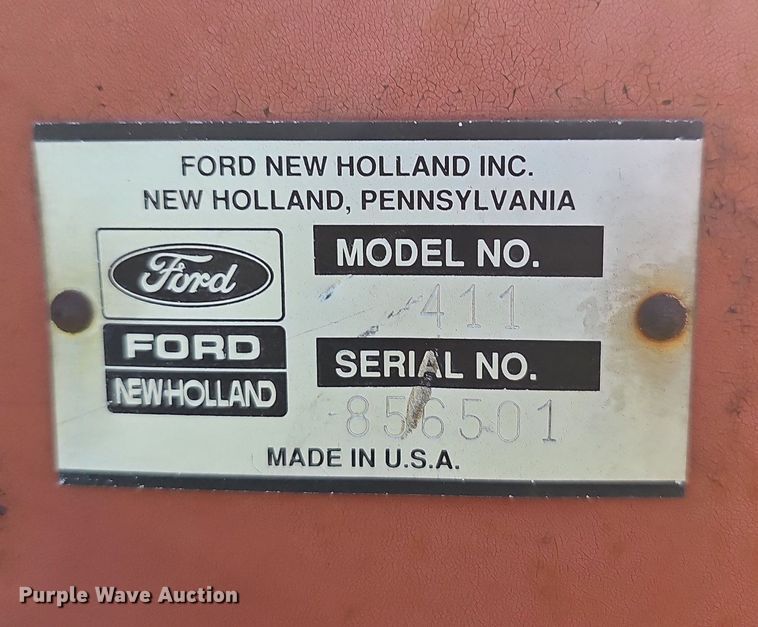 FORD NEW HOLLAND INC.
NEW HOLLAND, PENNSYLVANIA
Ford
FORD
NEW HOLLAND
MODEL NO.
411
SERIAL NO.
856501
MADE IN U.S.A.
Purple Wave Auction